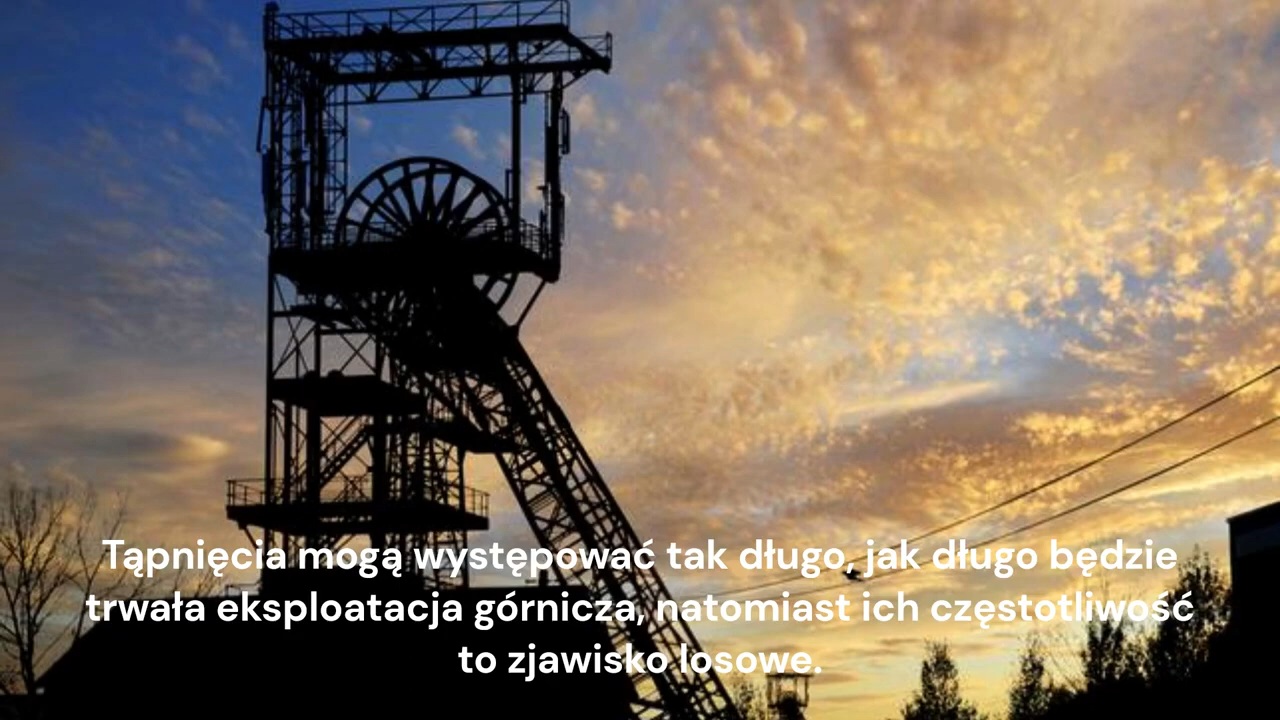 Tąpnięcia mogą występować tak długo, jak długo będzie
trwała eksploatacja górnicza, natomiast ich częstotliwość
to zjawisko losowe.